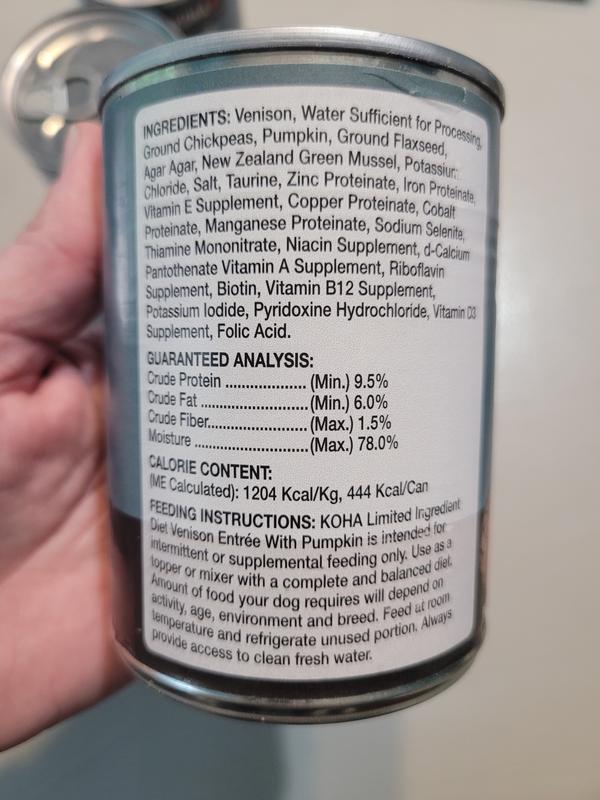 INGREDIENTS: Venison, Water Sufficient for Processing,
Ground Chickpeas, Pumpkin, Ground Flaxseed,
Agar Agar, New Zealand Green Mussel, Potassium
Chloride, Salt, Taurine, Zinc Proteinate, Iron Proteinate,
Vitamin E Supplement, Copper Proteinate, Cobalt
Proteinate, Manganese Proteinate, Sodium Selenite,
Thiamine Mononitrate, Niacin Supplement, d-Calcium
Pantothenate Vitamin A Supplement, Riboflavin
Supplement, Biotin, Vitamin B12 Supplement,
Potassium Iodide, Pyridoxine Hydrochloride, Vitamin D3
Supplement, Folic Acid.
GUARANTEED ANALYSIS:
Crude Protein .................... (Min.) 9.5%
Crude Fat .......................... (Min.) 6.0%
Crude Fiber........................ (Max.) 1.5%
Moisture ............................ (Max.) 78.0%
CALORIE CONTENT:
(ME Calculated): 1204 Kcal/Kg, 444 Kcal/Can
FEEDING INSTRUCTIONS: KOHA Limited Ingredient
Diet Venison Entrée With Pumpkin is intended for
intermittent or supplemental feeding only. Use as a
topper or mixer with a complete and balanced diet.
Amount of food your dog requires will depend on
activity, age, environment and breed. Feed at room
temperature and refrigerate unused portion. Always
provide access to clean fresh water.